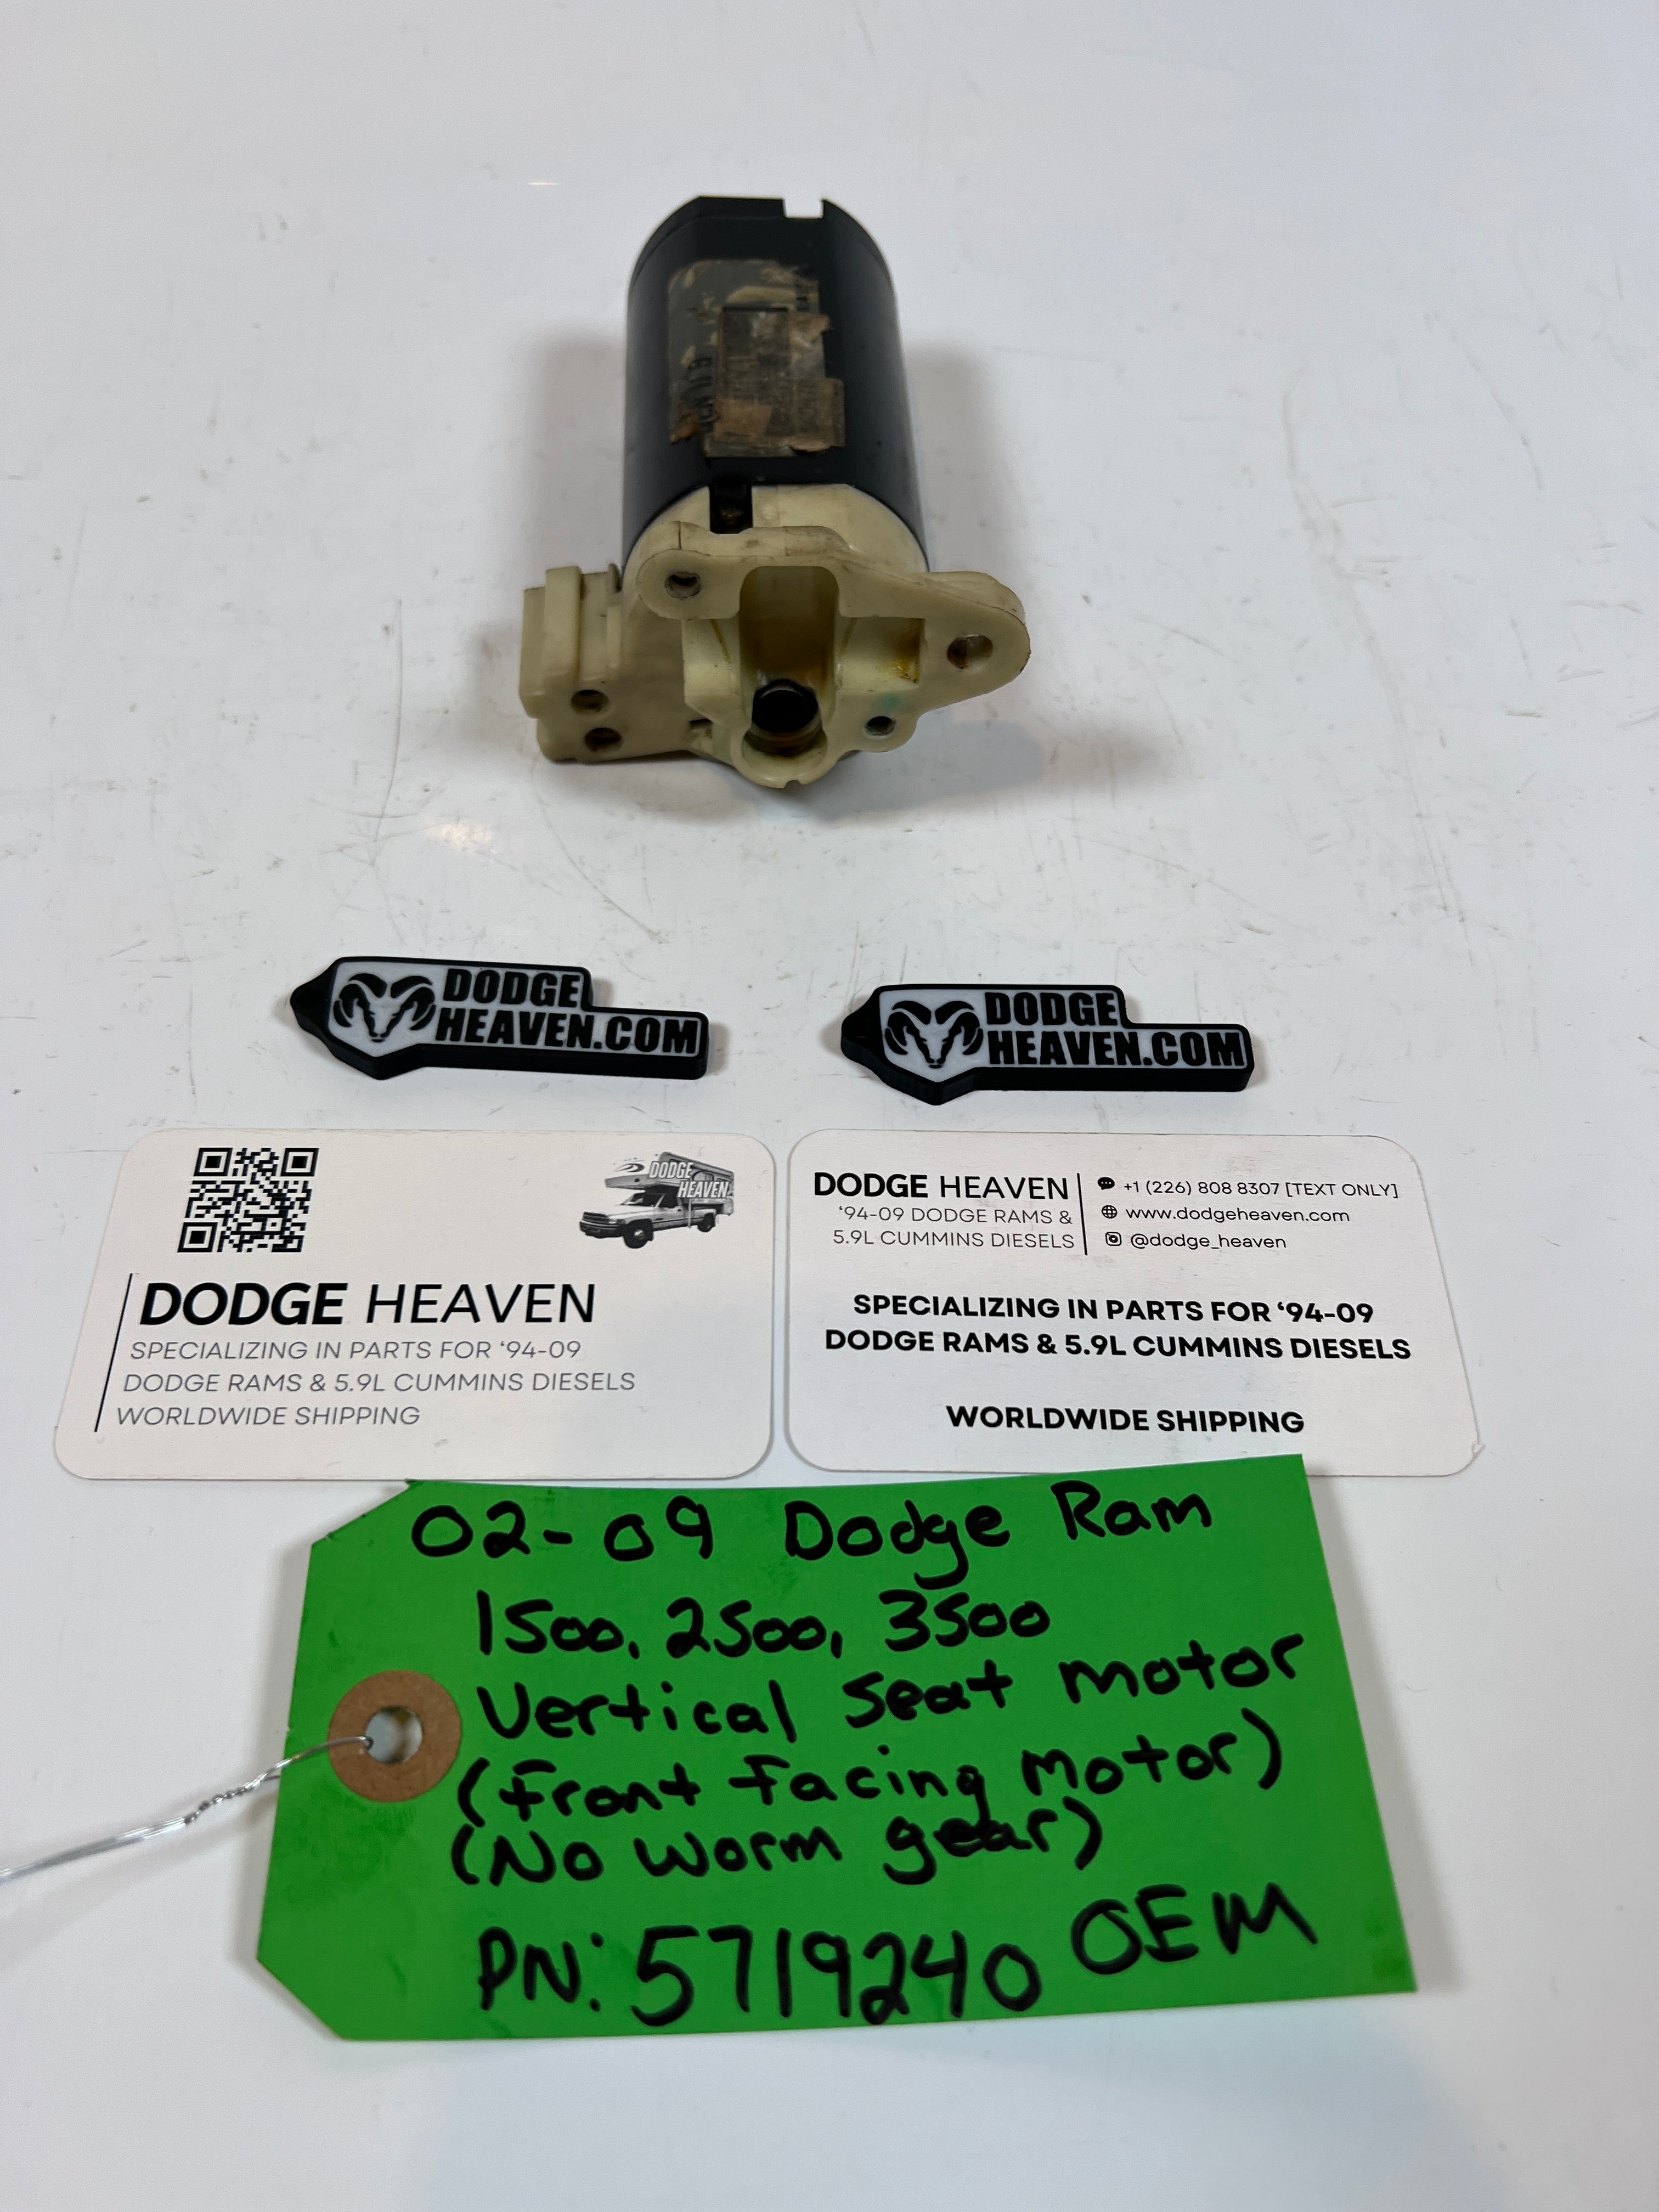 DODGE
HEAVEN.COM
DODGE
HEAVEN.COM
DODGE
HEAVEN
DODGE HEAVEN
SPECIALIZING IN PARTS FOR ‘94-09
DODGE RAMS & 5.9L CUMMINS DIESELS
WORLDWIDE SHIPPING
DODGE HEAVEN
‘94-09 DODGE RAMS &
5.9L CUMMINS DIESELS
+1 (226) 808 8307 [TEXT ONLY]
www.dodgeheaven.com
@dodge_heaven
SPECIALIZING IN PARTS FOR ‘94-09
DODGE RAMS & 5.9L CUMMINS DIESELS
WORLDWIDE SHIPPING
02-09 Dodge Ram
1500, 2500, 3500
Vertical Seat motor
(Front Facing Motor)
(No worm gear)
PN: 5719240 OEM